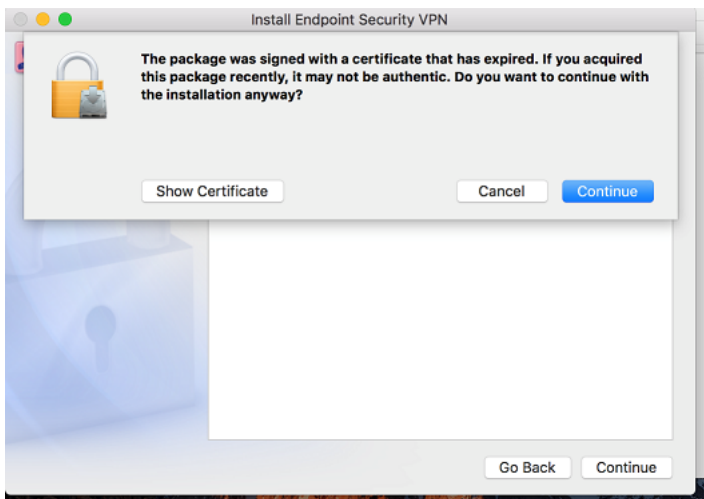 Install Endpoint Security VPN
The package was signed with a certificate that has expired. If you acquired
this package recently, it may not be authentic. Do you want to continue with
the installation anyway?
Show Certificate
Cancel
Continue
Go Back
Continue